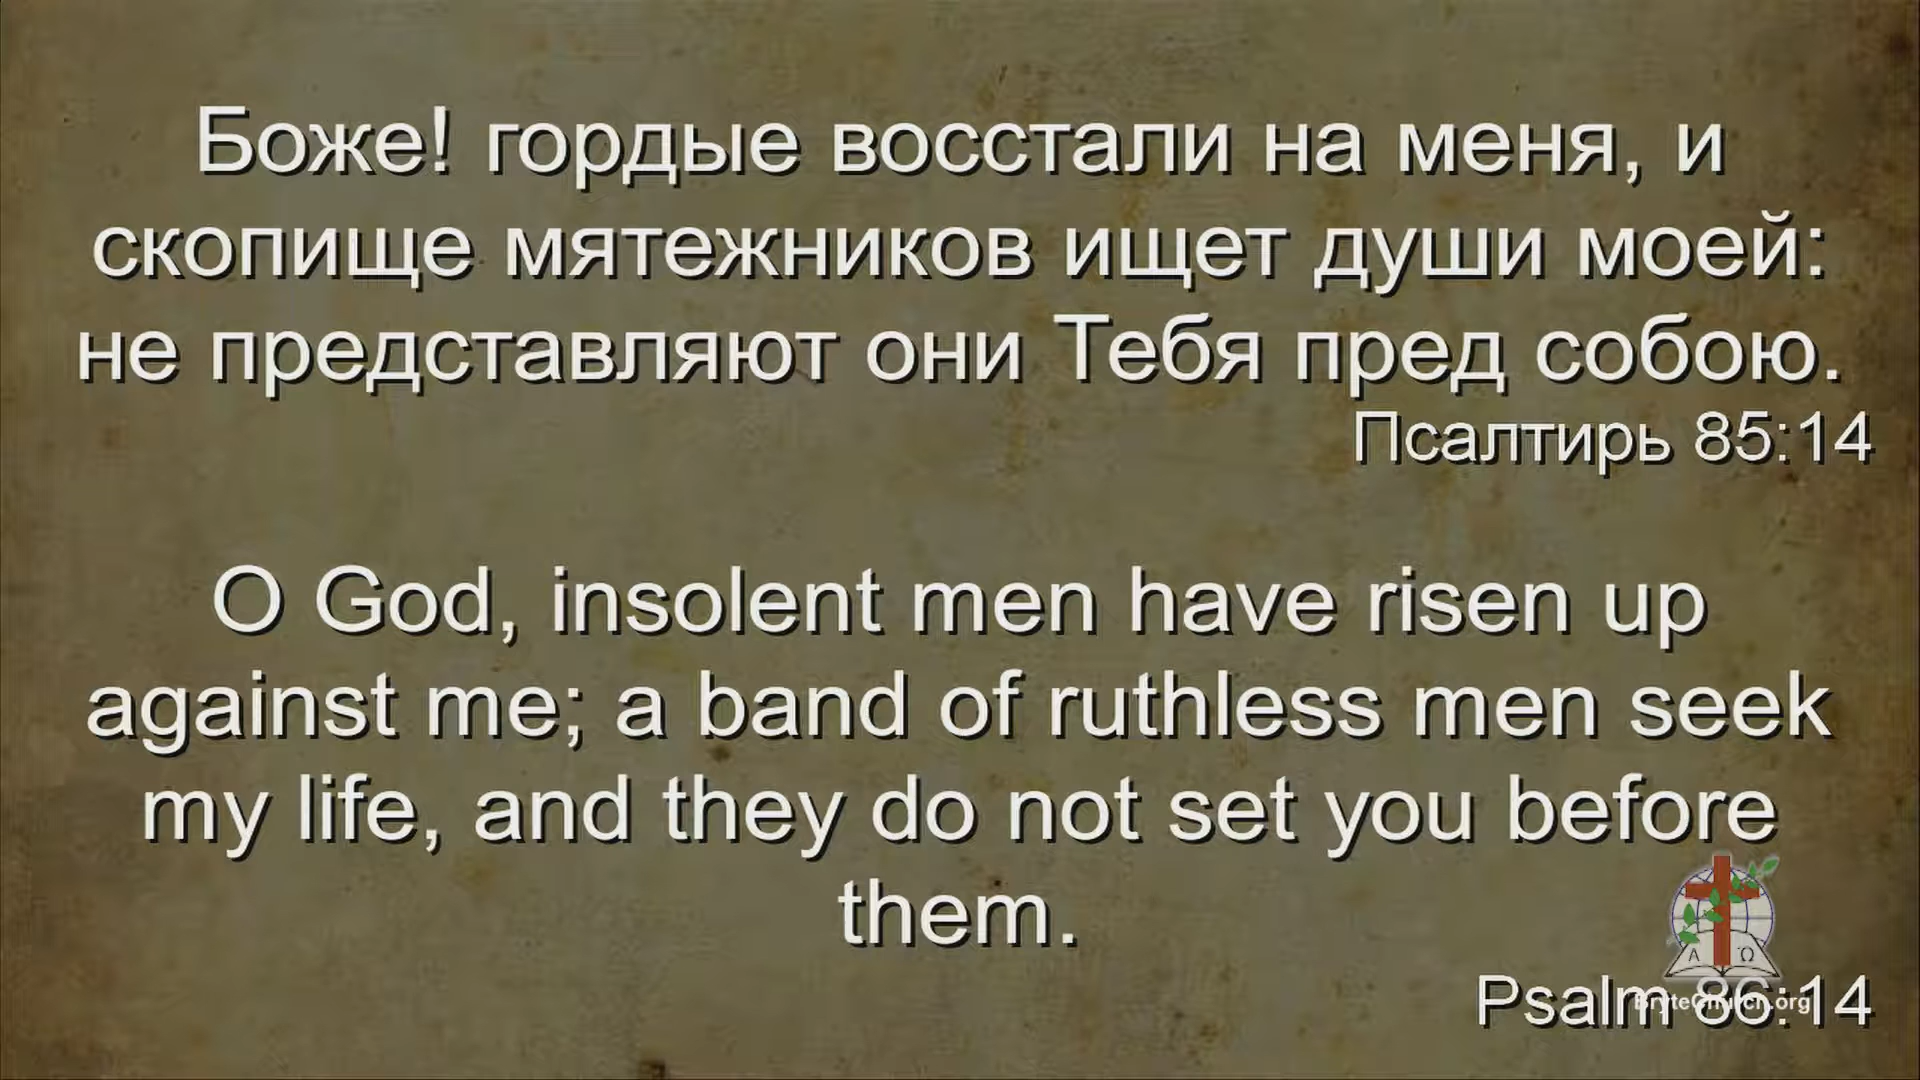 Боже! гордые восстали на меня, и
скопище мятежников ищет души моей:
не представляют они Тебя пред собою.
Псалтирь 85:14
O God, insolent men have risen up
against me; a band of ruthless men seek
my life, and they do not set you before
them.
Α Ω
Psalm 86:14
BryteChurch.org